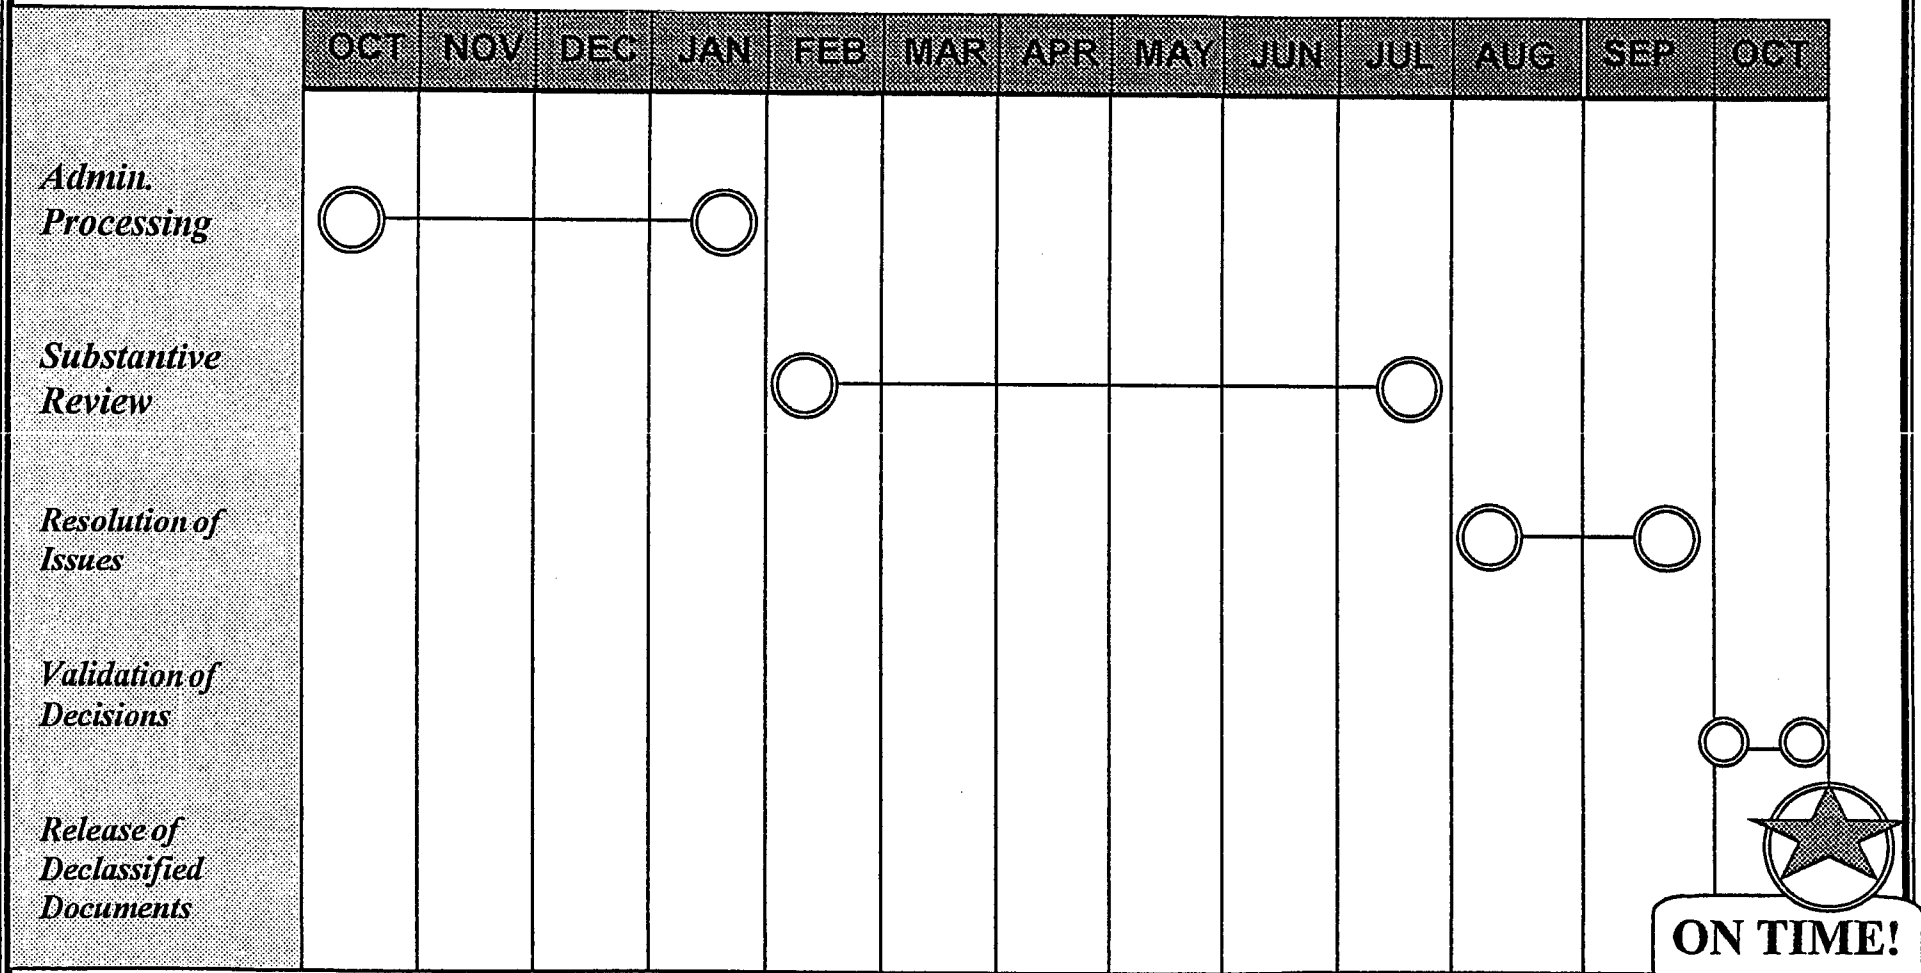 OCT NOV DEC JAN FEB MAR APR MAY JUN JUL AUG SEP OCT
Admin.
Processing
Substantive
Review
Resolution of
Issues
Validation of
Decisions
Release of
Declassified
Documents
ON TIME!